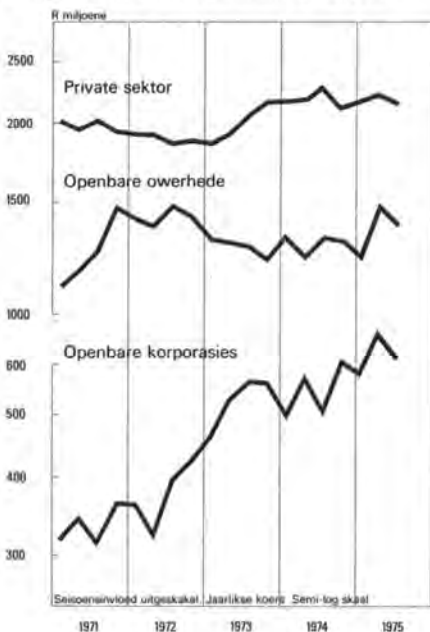 R miljoene
2500
Private sektor
2000
Openbare owerhede
1500
1000
Openbare korporasies
600
500
400
300
Seisoensinvloed uitgeskakel. Jaarlikse koers Semi-log skaal
1971 1972 1973 1974 1975